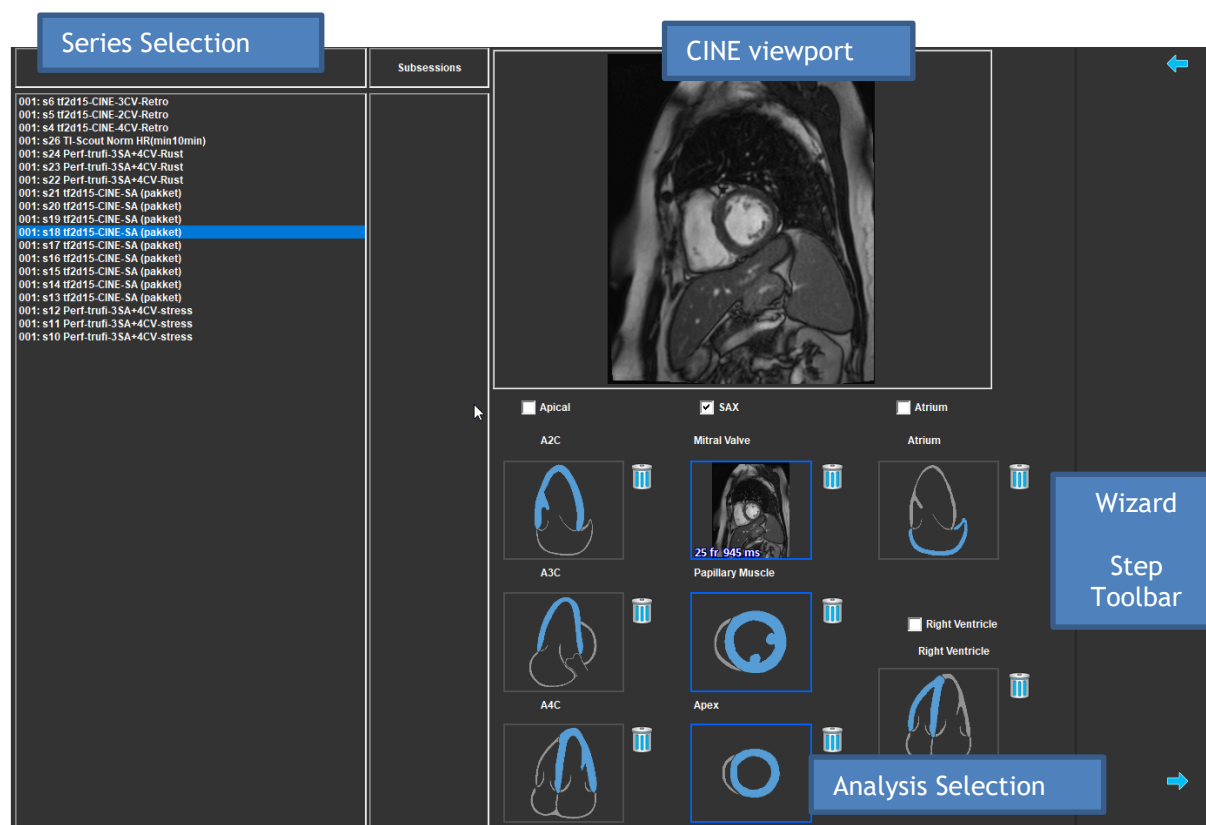 Series Selection
CINE viewport
Subsessions
001: s6 tf2d15-CINE-3CV-Retro
001: s5 tf2d15-CINE-2CV-Retro
001: s4 tf2d15-CINE-4CV-Retro
001: s26 TI-Scout Norm HR(min10min)
001: s24 Perf-trufi-3SA+4CV-Rust
001: s23 Perf-trufi-3SA+4CV-Rust
001: s22 Perf-trufi-3SA+4CV-Rust
001: s21 tf2d15-CINE-SA (pakket)
001: s20 tf2d15-CINE-SA (pakket)
001: s19 tf2d15-CINE-SA (pakket)
001: s18 tf2d15-CINE-SA (pakket)
001: s17 tf2d15-CINE-SA (pakket)
001: s16 tf2d15-CINE-SA (pakket)
001: s15 tf2d15-CINE-SA (pakket)
001: s14 tf2d15-CINE-SA (pakket)
001: s13 tf2d15-CINE-SA (pakket)
001: s12 Perf-trufi-3SA+4CV-stress
001: s11 Perf-trufi-3SA+4CV-stress
001: s10 Perf-trufi-3SA+4CV-stress
Apical
SAX
Atrium
A2C
Mitral Valve
Atrium
25 fr. 945 ms
A3C
Papillary Muscle
Right Ventricle
Right Ventricle
A4C
Apex
Wizard
Step
Toolbar
Analysis Selection